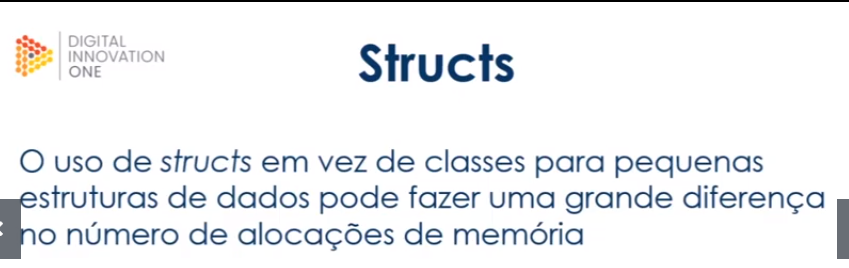 DIGITAL
INNOVATION
ONE
Structs
O uso de structs em vez de classes para pequenas
estruturas de dados pode fazer uma grande diferença
no número de alocações de memória